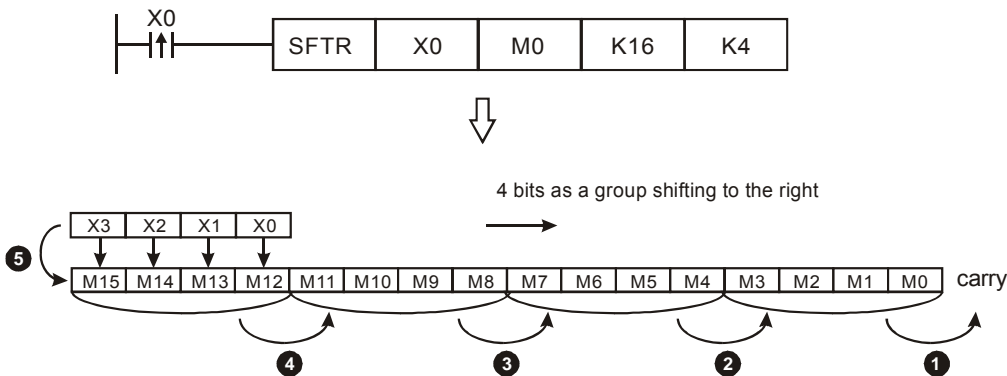 X0
SFTR X0 M0 K16 K4
4 bits as a group shifting to the right
X3 X2 X1 X0
5
M15 M14 M13 M12 M11 M10 M9 M8 M7 M6 M5 M4 M3 M2 M1 M0 carry
4 3 2 1